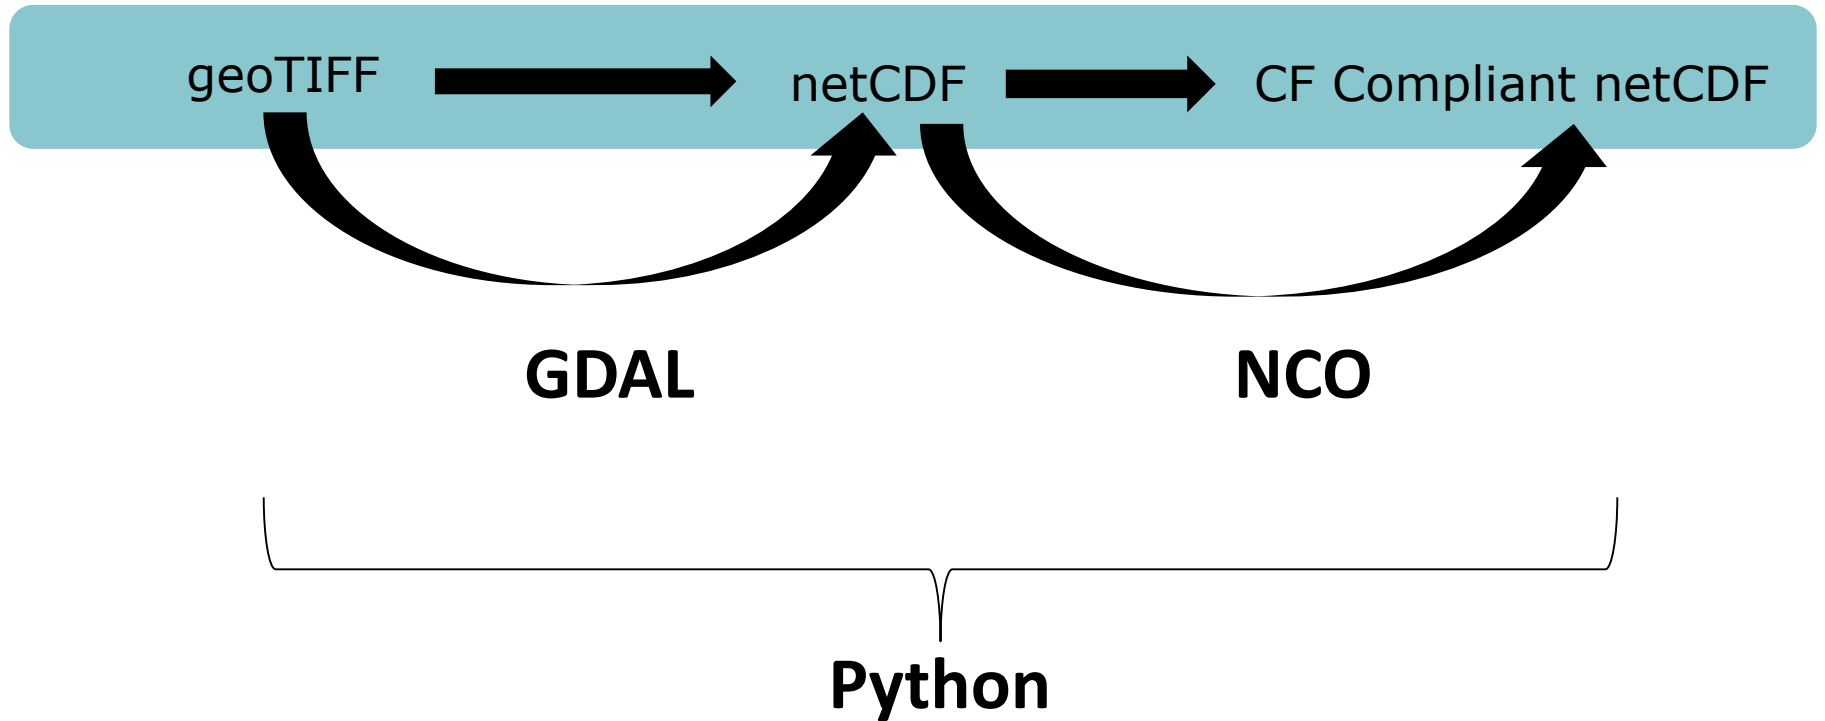 geoTIFF
netCDF
CF Compliant netCDF
GDAL
NCO
Python